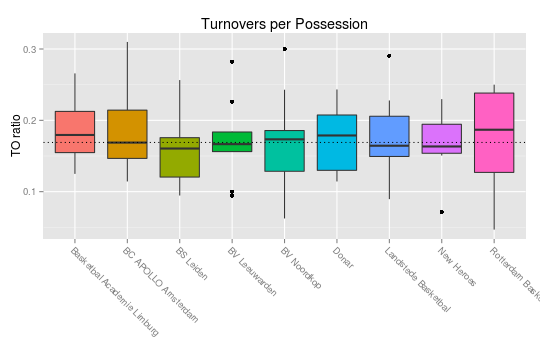 Turnovers per Possession
TO ratio
0.3
0.2
0.1
Basketbal Academie Limburg
BC APOLLO Amsterdam
BS Leiden
BV Leeuwarden
BV Noordkop
Donar
Landstede Basketbal
New Heroes
Rotterdam